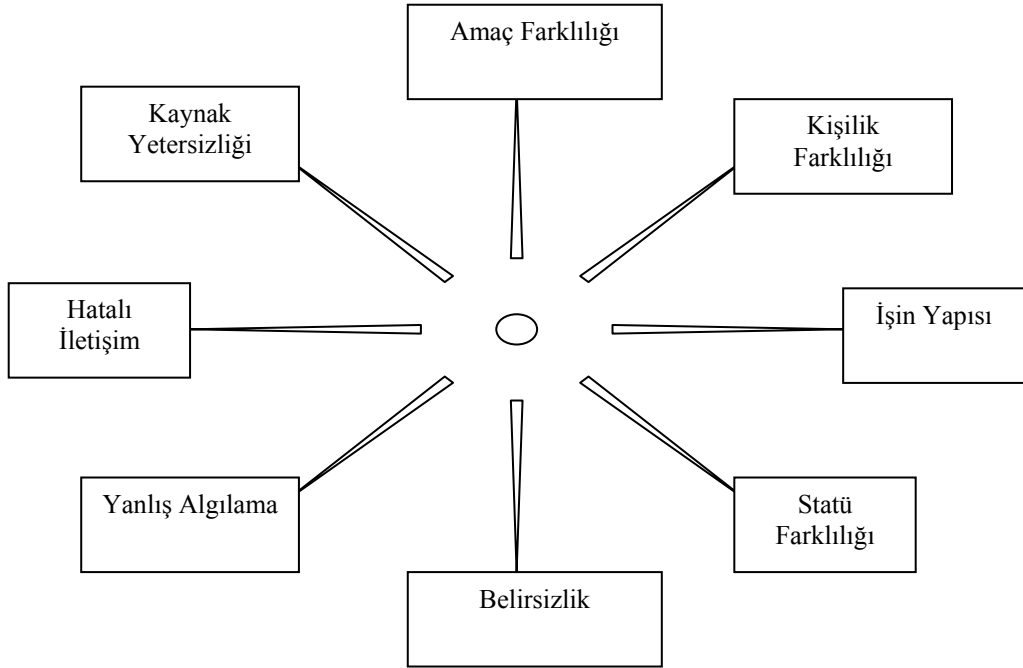 Amaç Farklılığı
Kaynak
Yetersizliği
Kişilik
Farklılığı
Hatalı
İletişim
İşin Yapısı
Yanlış Algılama
Statü
Farklılığı
Belirsizlik